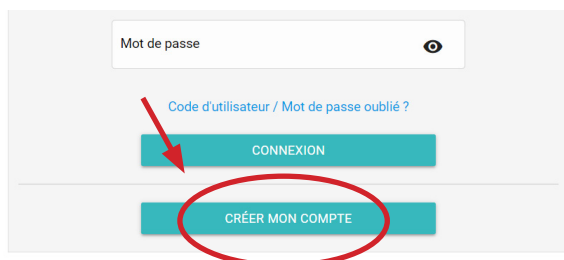 Mot de passe
Code d'utilisateur / Mot de passe oublié ?
CONNEXION
CRÉER MON COMPTE